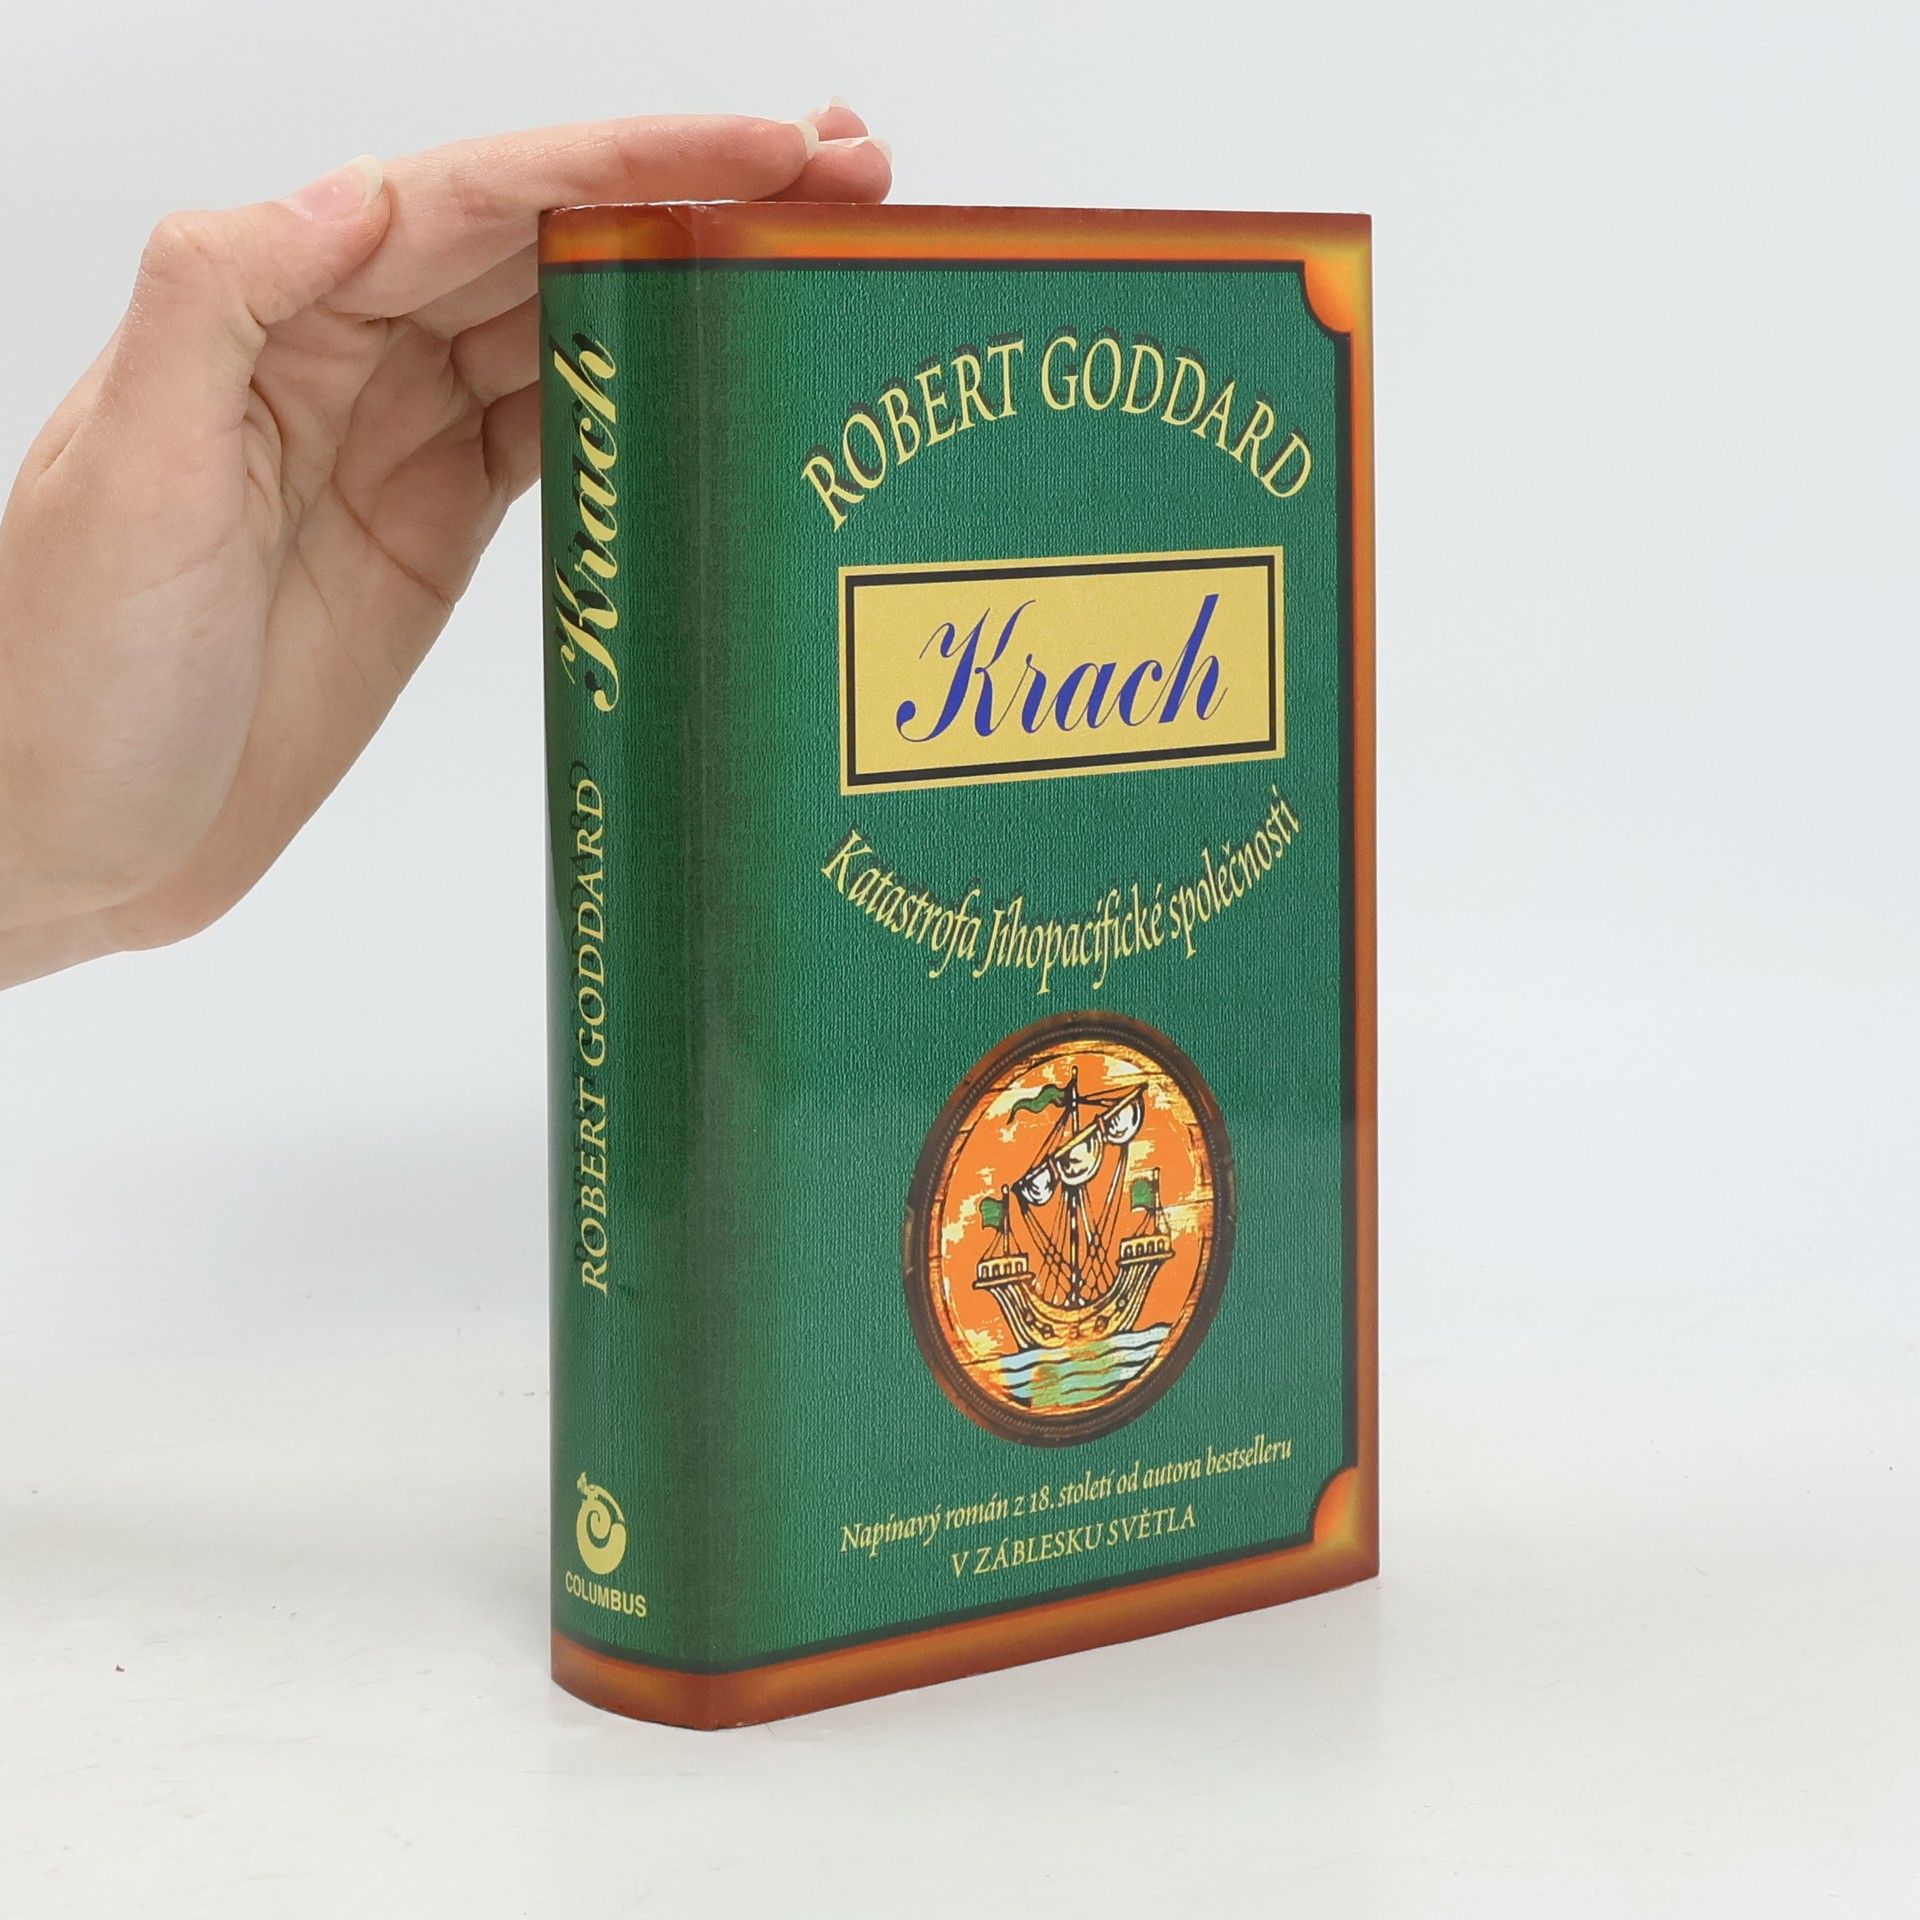 Krach
ROBERT GODDARD
COLUMBUS
ROBERT GODDARD
Krach
Katastrofa Jihopacifické společnosti
Napínavý román z 18. století od autora bestselleru
V ZÁBLESKU SVĚTLA